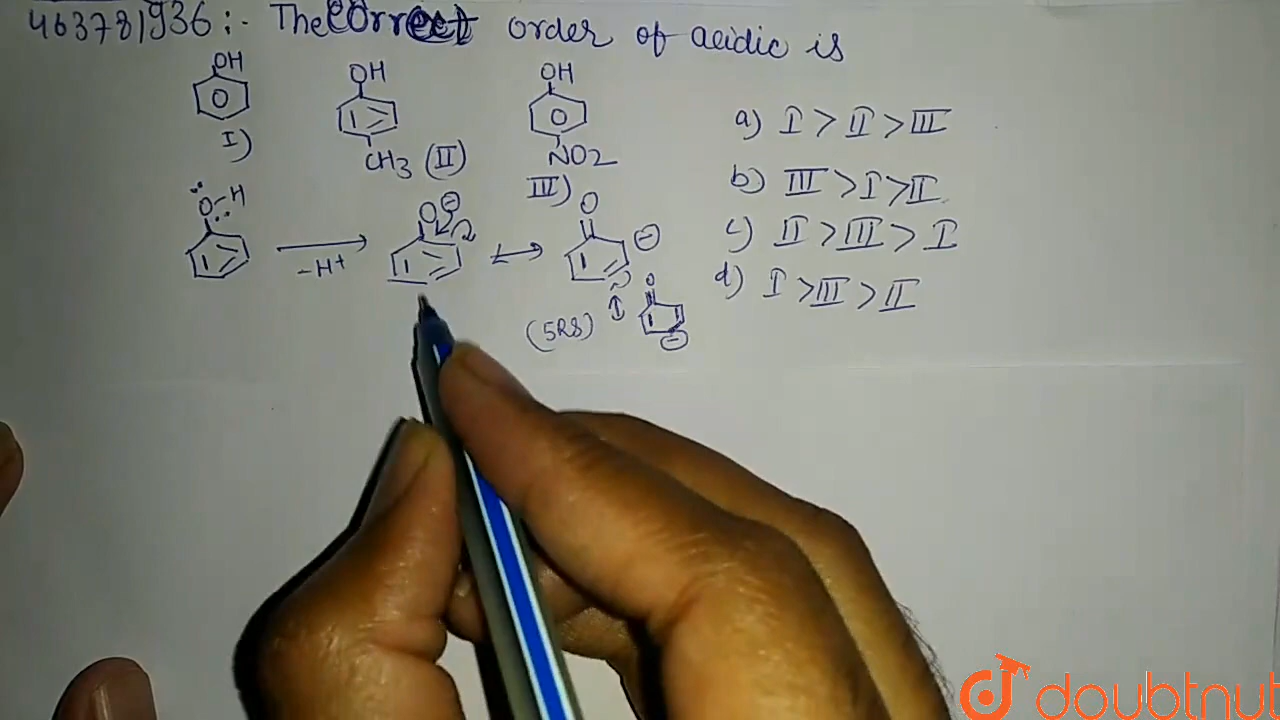 463781936:- The correct order of acidic is
OH OH OH
I) CH3 (II) NO2 III)
a) I > II > III
b) III > I > II
c) II > III > I
d) I > III > II
O-H O⊖ O
-H+ ⊖
(5RS) O
⊖
doubtnut